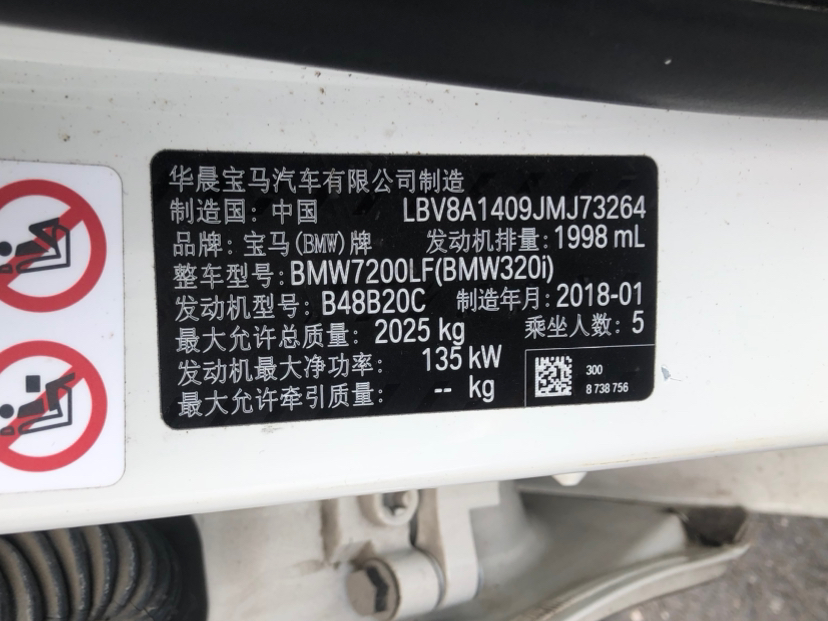 华晨宝马汽车有限公司制造
制造国: 中国 LBV8A1409JMJ73264
品牌: 宝马(BMW)牌 发动机排量: 1998 mL
整车型号: BMW7200LF(BMW320i)
发动机型号: B48B20C 制造年月: 2018-01
最大允许总质量: 2025 kg 乘坐人数: 5
发动机最大净功率: 135 kW
最大允许牵引质量: -- kg
300
8 738 756